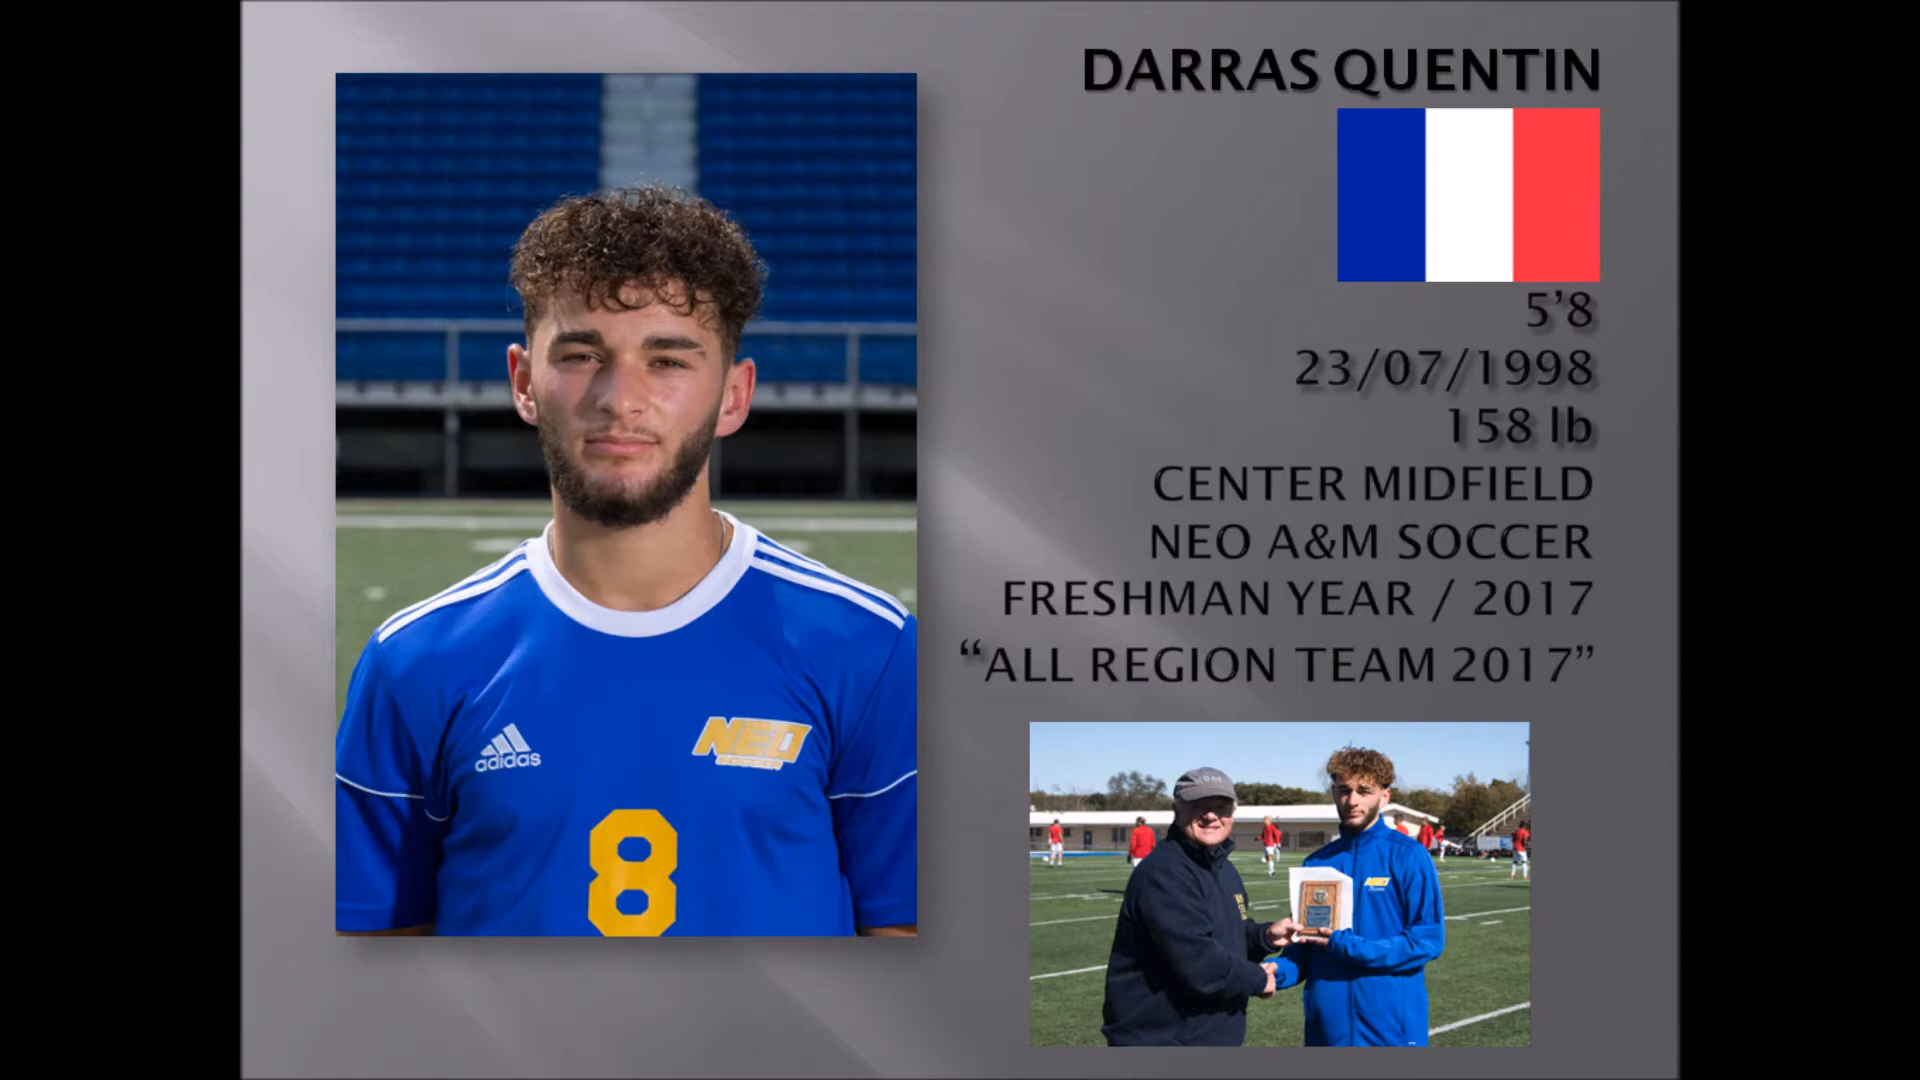 DARRAS QUENTIN
5’8
23/07/1998
158 lb
CENTER MIDFIELD
NEO A&M SOCCER
FRESHMAN YEAR / 2017
“ALL REGION TEAM 2017”
adidas
NEO
SOCCER
8
NEO